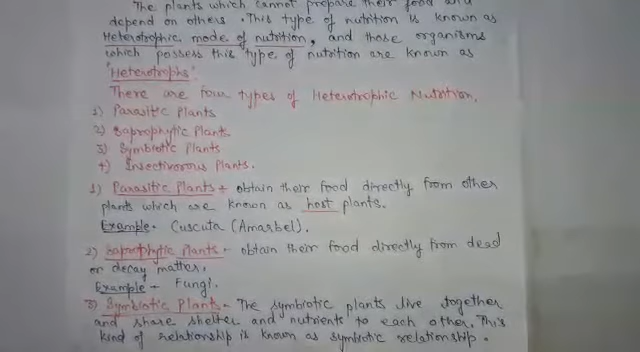 The plants which cannot prepare their food and
depend on others. This type of nutrition is known as
Heterotrophic mode of nutrition, and those organisms
which possess this type of nutrition are known as
'Heterotrophs'.
There are four types of Heterotrophic Nutrition.
1) Parasitic Plants
2) Saprophytic Plants
3) Symbiotic Plants
4) Insectivorous Plants.
1) Parasitic Plants → obtain their food directly from other
plants which are known as host plants.
Example- Cuscuta (Amarbel).
2) Saprophytic Plants - obtain their food directly from dead
or decay matter.
Example - Fungi.
3) Symbiotic Plants - The symbiotic plants live together
and share shelter and nutrients to each other. This
kind of relationship is known as symbiotic relationship.